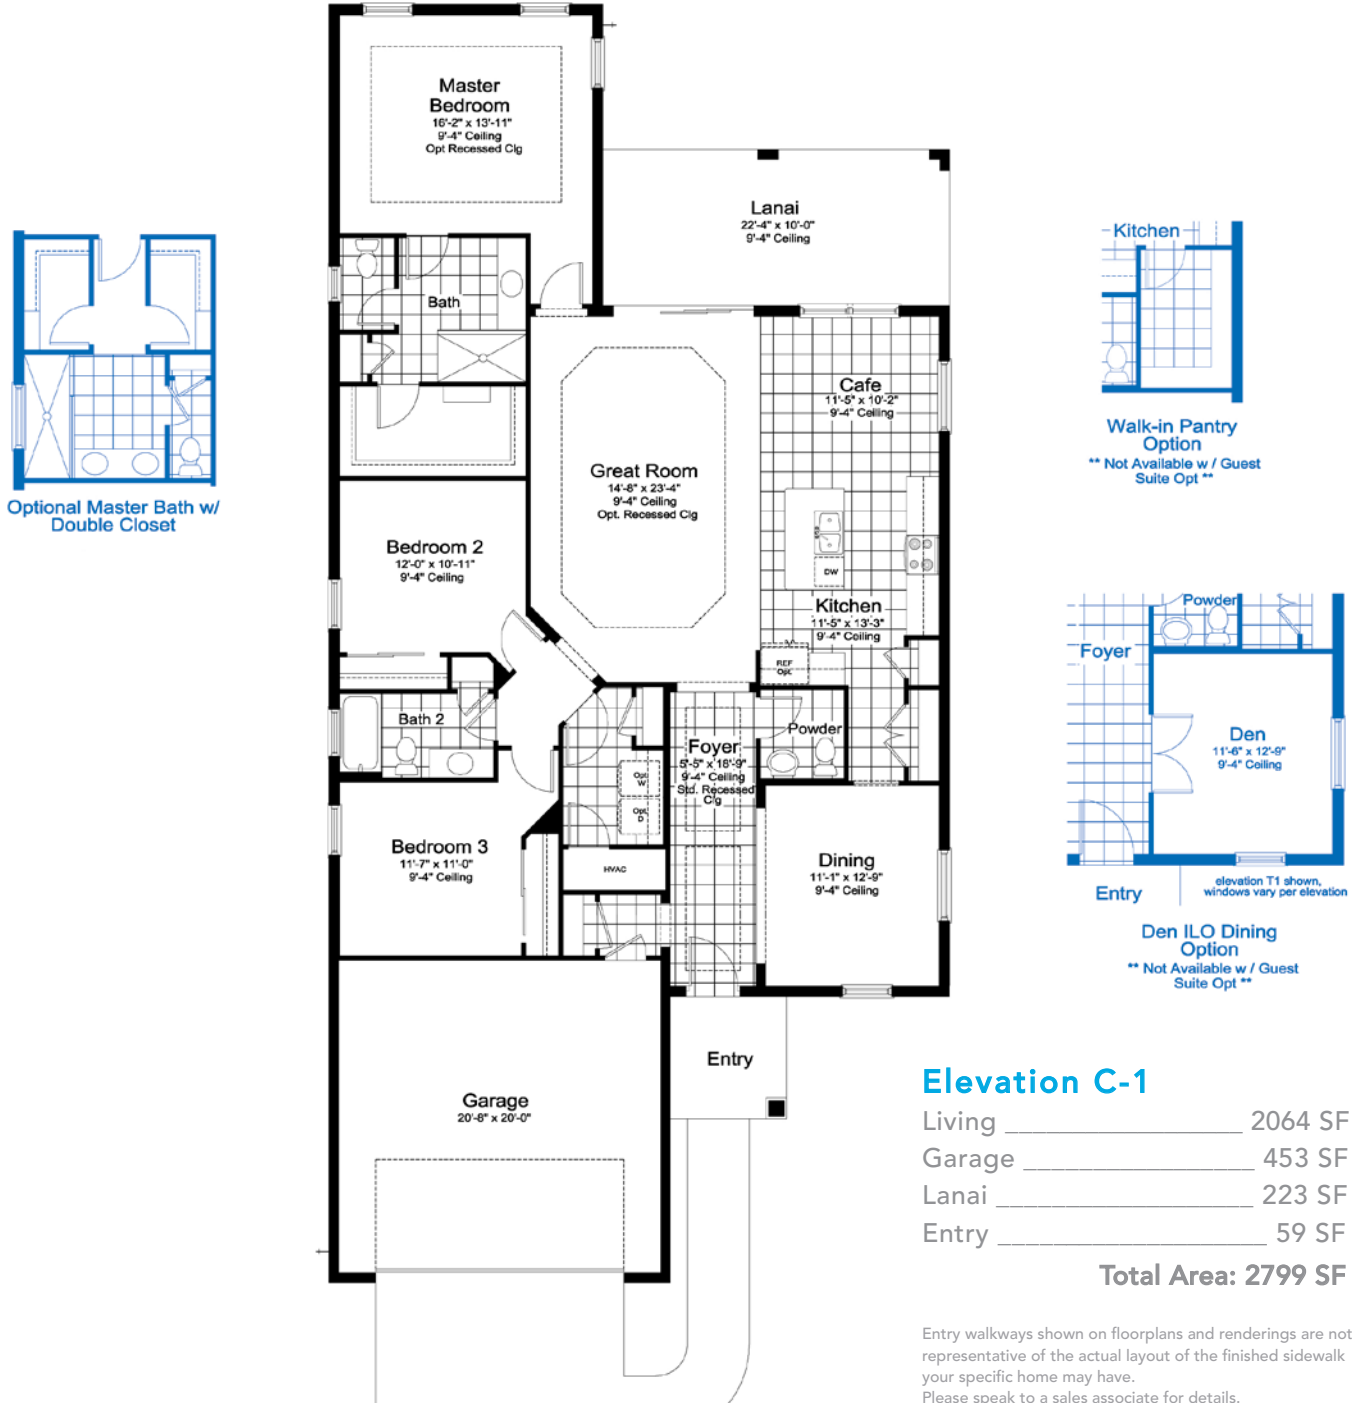 Master
Bedroom
16'-2" x 13'-11"
9'-4" Ceiling
Opt Recessed Clg
Lanai
22'-4" x 10'-0"
9'-4" Ceiling
Bath
Cafe
11'-5" x 10'-2"
9'-4" Ceiling
Great Room
14'-8" x 23'-4"
9'-4" Ceiling
Opt. Recessed Clg
Bedroom 2
12'-0" x 10'-11"
9'-4" Ceiling
DW
Kitchen
11'-5" x 13'-3"
9'-4" Ceiling
REF
Opt.
Bath 2
Powder
Foyer
5'-5" x 18'-9"
9'-4" Ceiling
Std. Recessed
Clg
Opt.
W
Opt.
D
Bedroom 3
11'-7" x 11'-0"
9'-4" Ceiling
HVAC
Dining
11'-1" x 12'-9"
9'-4" Ceiling
Entry
Garage
20'-8" x 20'-0"
Optional Master Bath w/
Double Closet
Kitchen
Walk-in Pantry
Option
** Not Available w / Guest
Suite Opt **
Powder
Foyer
Den
11'-6" x 12'-9"
9'-4" Ceiling
Entry
elevation T1 shown,
windows vary per elevation
Den ILO Dining
Option
** Not Available w / Guest
Suite Opt **
Elevation C-1
Living _________________ 2064 SF
Garage ________________ 453 SF
Lanai __________________ 223 SF
Entry ___________________ 59 SF
Total Area: 2799 SF
Entry walkways shown on floorplans and renderings are not
representative of the actual layout of the finished sidewalk
your specific home may have.
Please speak to a sales associate for details.